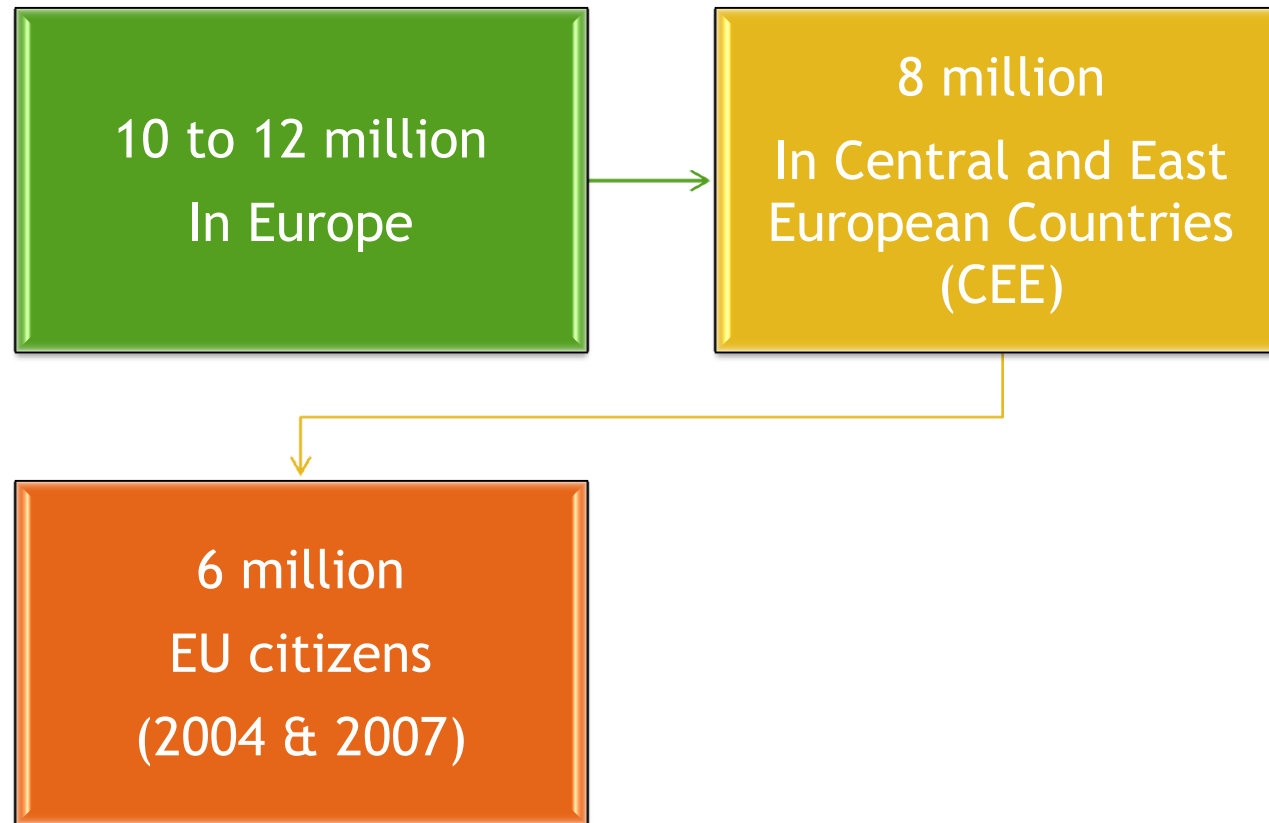 10 to 12 million
In Europe
8 million
In Central and East
European Countries
(CEE)
6 million
EU citizens
(2004 & 2007)